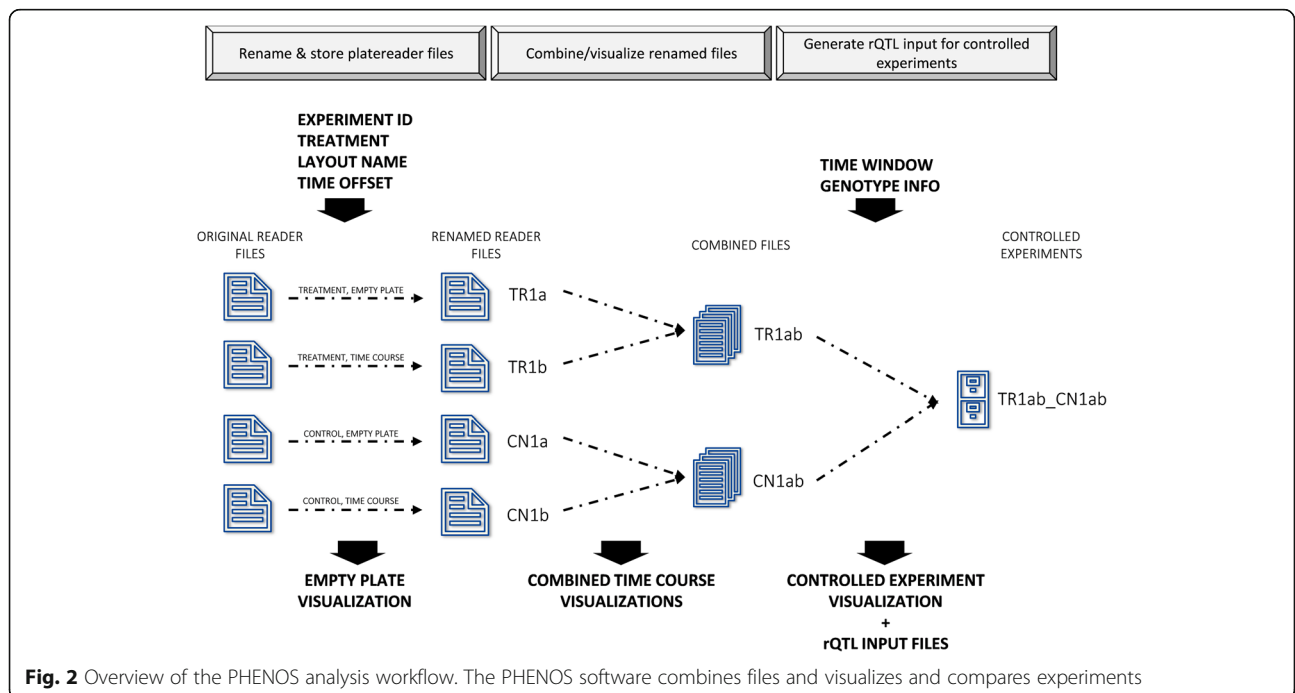 Rename & store platereader files
Combine/visualize renamed files
Generate rQTL input for controlled
experiments
EXPERIMENT ID
TREATMENT
LAYOUT NAME
TIME OFFSET
TIME WINDOW
GENOTYPE INFO
ORIGINAL READER
FILES
RENAMED READER
FILES
COMBINED FILES
CONTROLLED
EXPERIMENTS
TREATMENT, EMPTY PLATE
TR1a
TREATMENT, TIME COURSE
TR1b
TR1ab
CONTROL, EMPTY PLATE
CN1a
CONTROL, TIME COURSE
CN1b
CN1ab
TR1ab_CN1ab
EMPTY PLATE
VISUALIZATION
COMBINED TIME COURSE
VISUALIZATIONS
CONTROLLED EXPERIMENT
VISUALIZATION
+
rQTL INPUT FILES
Fig. 2 Overview of the PHENOS analysis workflow. The PHENOS software combines files and visualizes and compares experiments